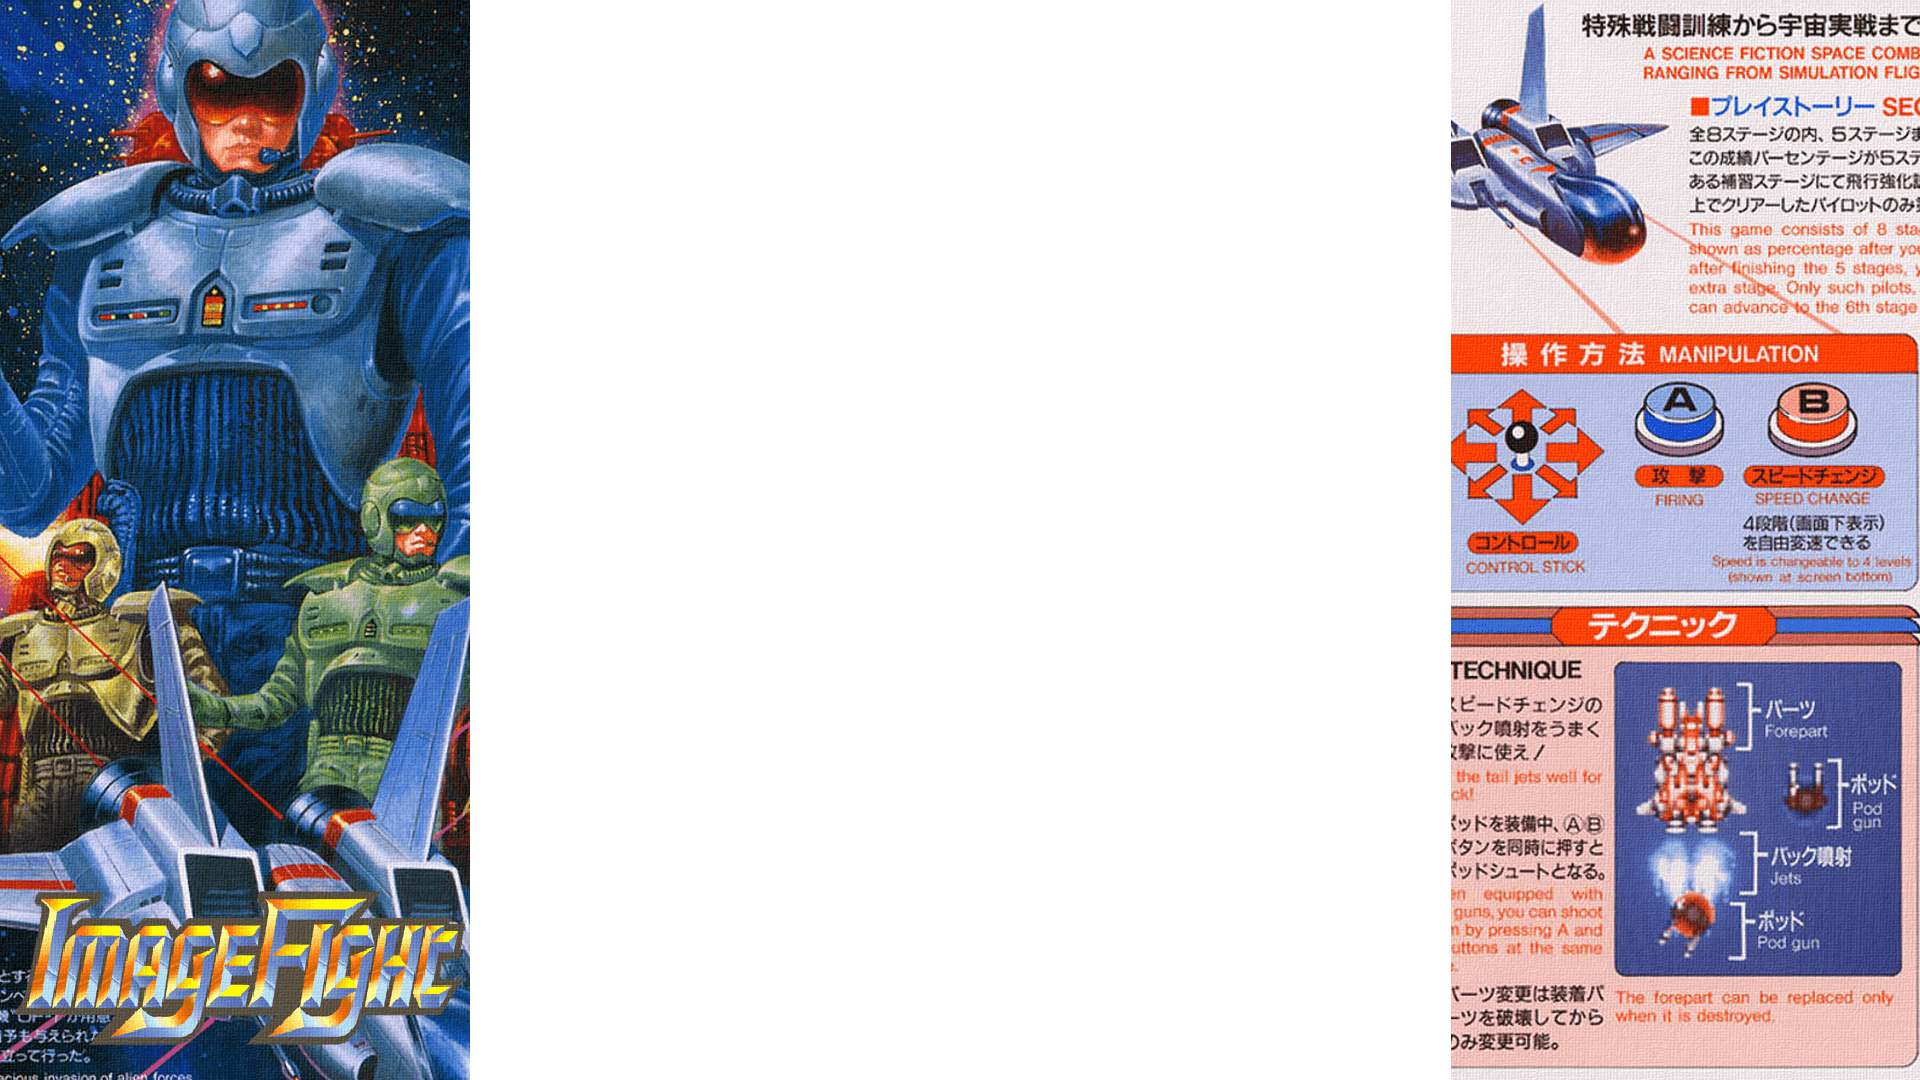 ImageFight
とす
ンベ
機"OF-1"が用意
予も与えられた
立って行った。
invasion of alien forces
特殊戦闘訓練から宇宙実戦まで
A SCIENCE FICTION SPACE COMB
RANGING FROM SIMULATION FLIG
■プレイストーリー SEC
全8ステージの内、5ステージま
この成績パーセンテージが5ステ
ある補習ステージにて飛行強化訓
上でクリアーしたパイロットのみ
This game consists of 8 sta
shown as percentage after you
after finishing the 5 stages, y
extra stage. Only such pilots,
can advance to the 6th stage
操作方法 MANIPULATION
A
B
攻撃
スピードチェンジ
FIRING
SPEED CHANGE
4段階(画面下表示)
を自由変速できる
Speed is changeable to 4 levels
(shown at screen bottom)
コントロール
CONTROL STICK
テクニック
TECHNIQUE
スピードチェンジの
バック噴射をうまく
攻撃に使え!
the tail jets well for
ck!
ポッドを装備中、ⒶⒷ
ボタンを同時に押すと
ポッドシュートとなる。
en equipped with
guns, you can shoot
m by pressing A and
uttons at the same
パーツ変更は装着パ
ーツを破壊してから
のみ変更可能。
パーツ
Forepart
ポッド
Pod
gun
バック噴射
Jets
ポッド
Pod gun
The forepart can be replaced only
when it is destroyed.